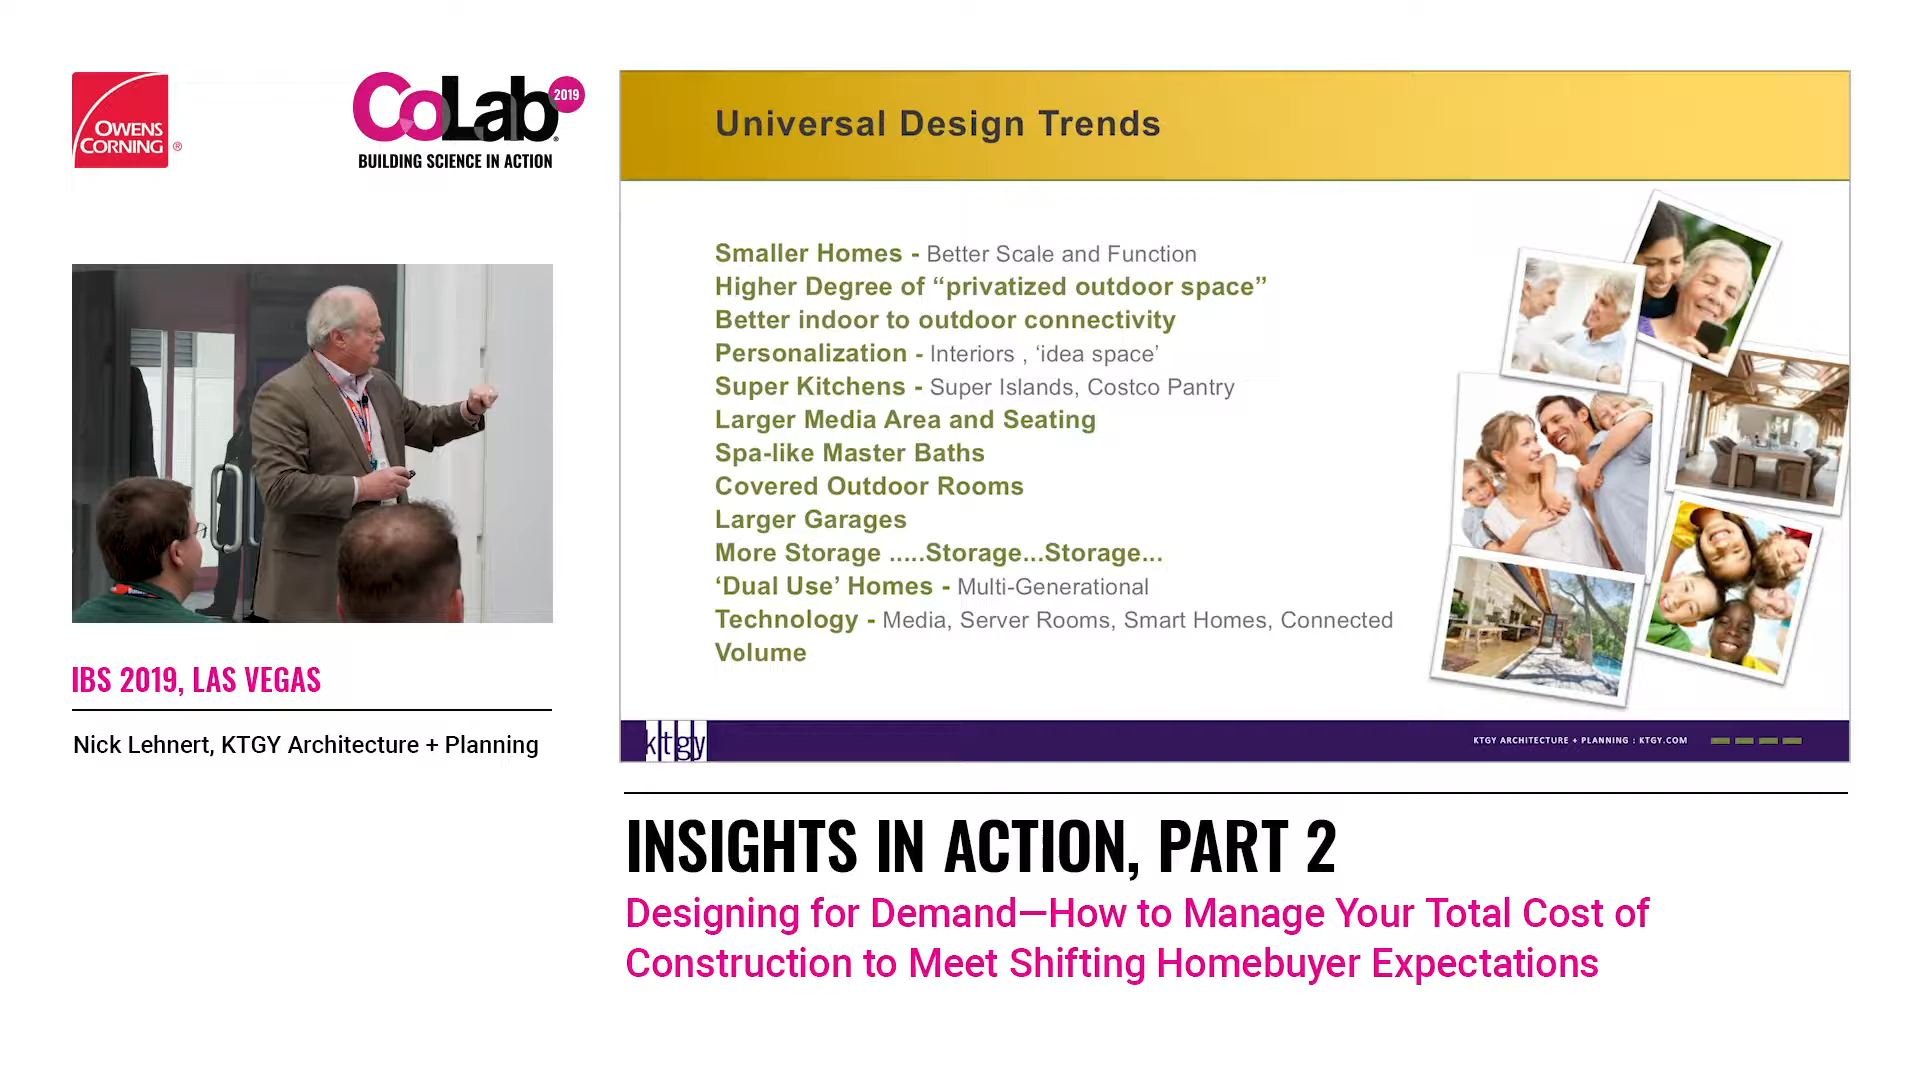 OWENS
CORNING ®
CoLab 2019
BUILDING SCIENCE IN ACTION
IBS 2019, LAS VEGAS
Nick Lehnert, KTGY Architecture + Planning
Universal Design Trends
Smaller Homes - Better Scale and Function
Higher Degree of “privatized outdoor space”
Better indoor to outdoor connectivity
Personalization - Interiors , ‘idea space’
Super Kitchens - Super Islands, Costco Pantry
Larger Media Area and Seating
Spa-like Master Baths
Covered Outdoor Rooms
Larger Garages
More Storage .....Storage...Storage...
‘Dual Use’ Homes - Multi-Generational
Technology - Media, Server Rooms, Smart Homes, Connected
Volume
ktgy
KTGY ARCHITECTURE + PLANNING : KTGY.COM
INSIGHTS IN ACTION, PART 2
Designing for Demand—How to Manage Your Total Cost of
Construction to Meet Shifting Homebuyer Expectations